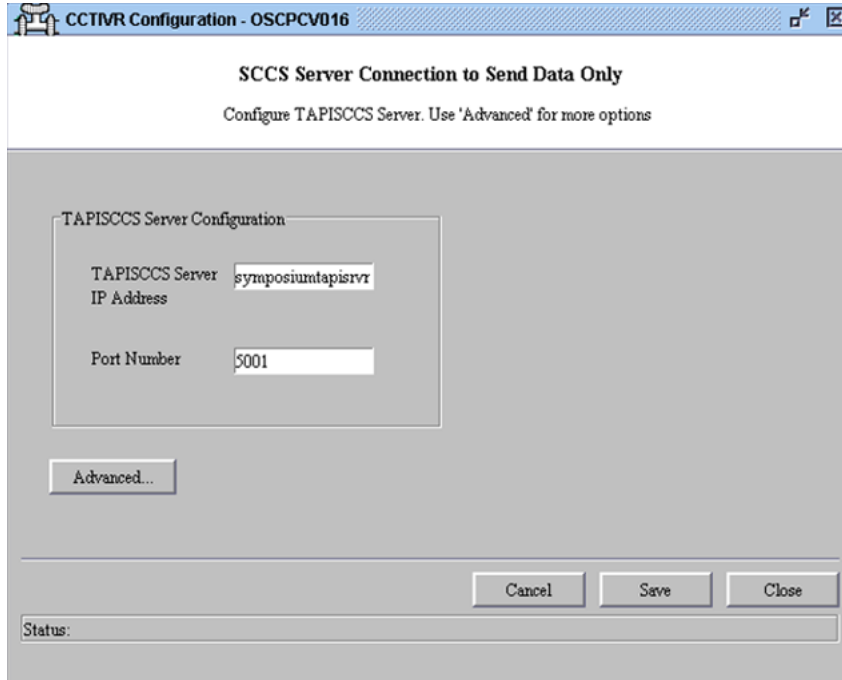 CCTIVR Configuration - OSCPCV016
SCCS Server Connection to Send Data Only
Configure TAPISCCS Server. Use 'Advanced' for more options
TAPISCCS Server Configuration
TAPISCCS Server
IP Address
symposiumtapisrvr
Port Number
5001
Advanced...
Cancel
Save
Close
Status: